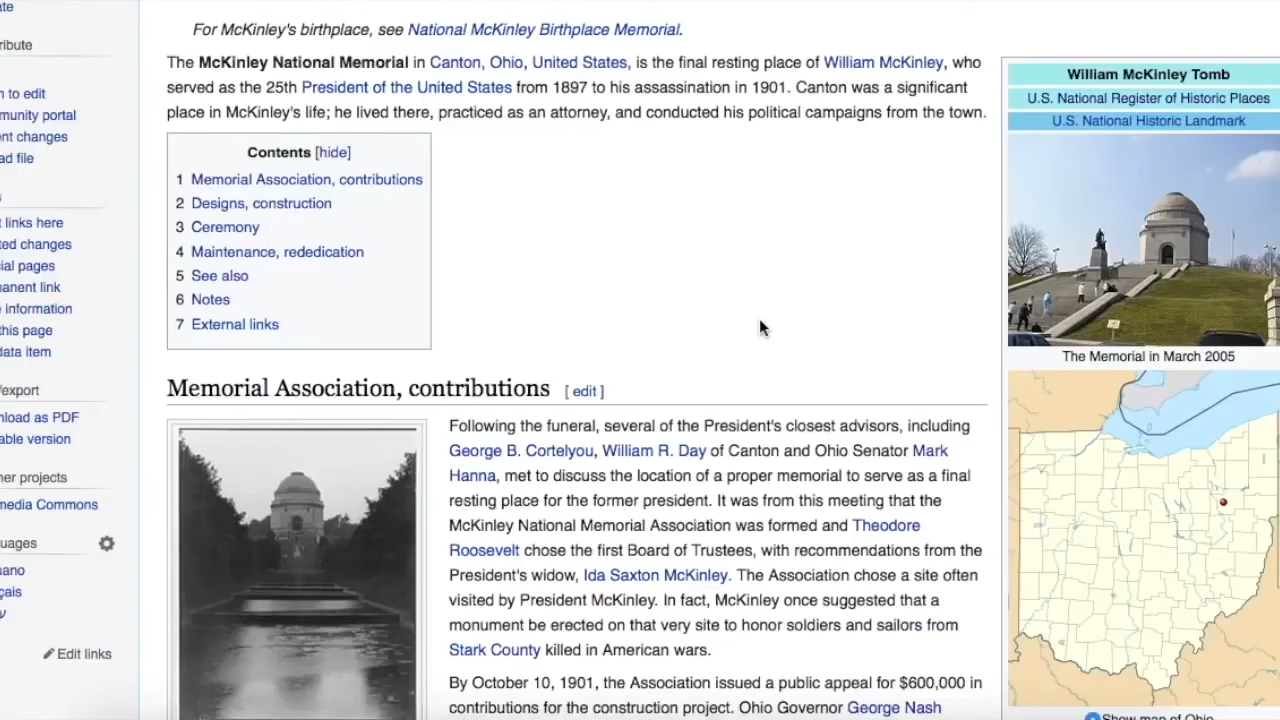 ate
ribute
n to edit
munity portal
ent changes
ad file
s
t links here
ted changes
cial pages
manent link
e information
this page
data item
/export
nload as PDF
able version
her projects
media Commons
uages
uano
çais
Edit links
For McKinley's birthplace, see National McKinley Birthplace Memorial.
The McKinley National Memorial in Canton, Ohio, United States, is the final resting place of William McKinley, who
served as the 25th President of the United States from 1897 to his assassination in 1901. Canton was a significant
place in McKinley's life; he lived there, practiced as an attorney, and conducted his political campaigns from the town.
Contents [hide]
1 Memorial Association, contributions
2 Designs, construction
3 Ceremony
4 Maintenance, rededication
5 See also
6 Notes
7 External links
Memorial Association, contributions [ edit ]
Following the funeral, several of the President's closest advisors, including
George B. Cortelyou, William R. Day of Canton and Ohio Senator Mark
Hanna, met to discuss the location of a proper memorial to serve as a final
resting place for the former president. It was from this meeting that the
McKinley National Memorial Association was formed and Theodore
Roosevelt chose the first Board of Trustees, with recommendations from the
President's widow, Ida Saxton McKinley. The Association chose a site often
visited by President McKinley. In fact, McKinley once suggested that a
monument be erected on that very site to honor soldiers and sailors from
Stark County killed in American wars.
By October 10, 1901, the Association issued a public appeal for $600,000 in
contributions for the construction project. Ohio Governor George Nash
William McKinley Tomb
U.S. National Register of Historic Places
U.S. National Historic Landmark
The Memorial in March 2005
Show map of Ohio